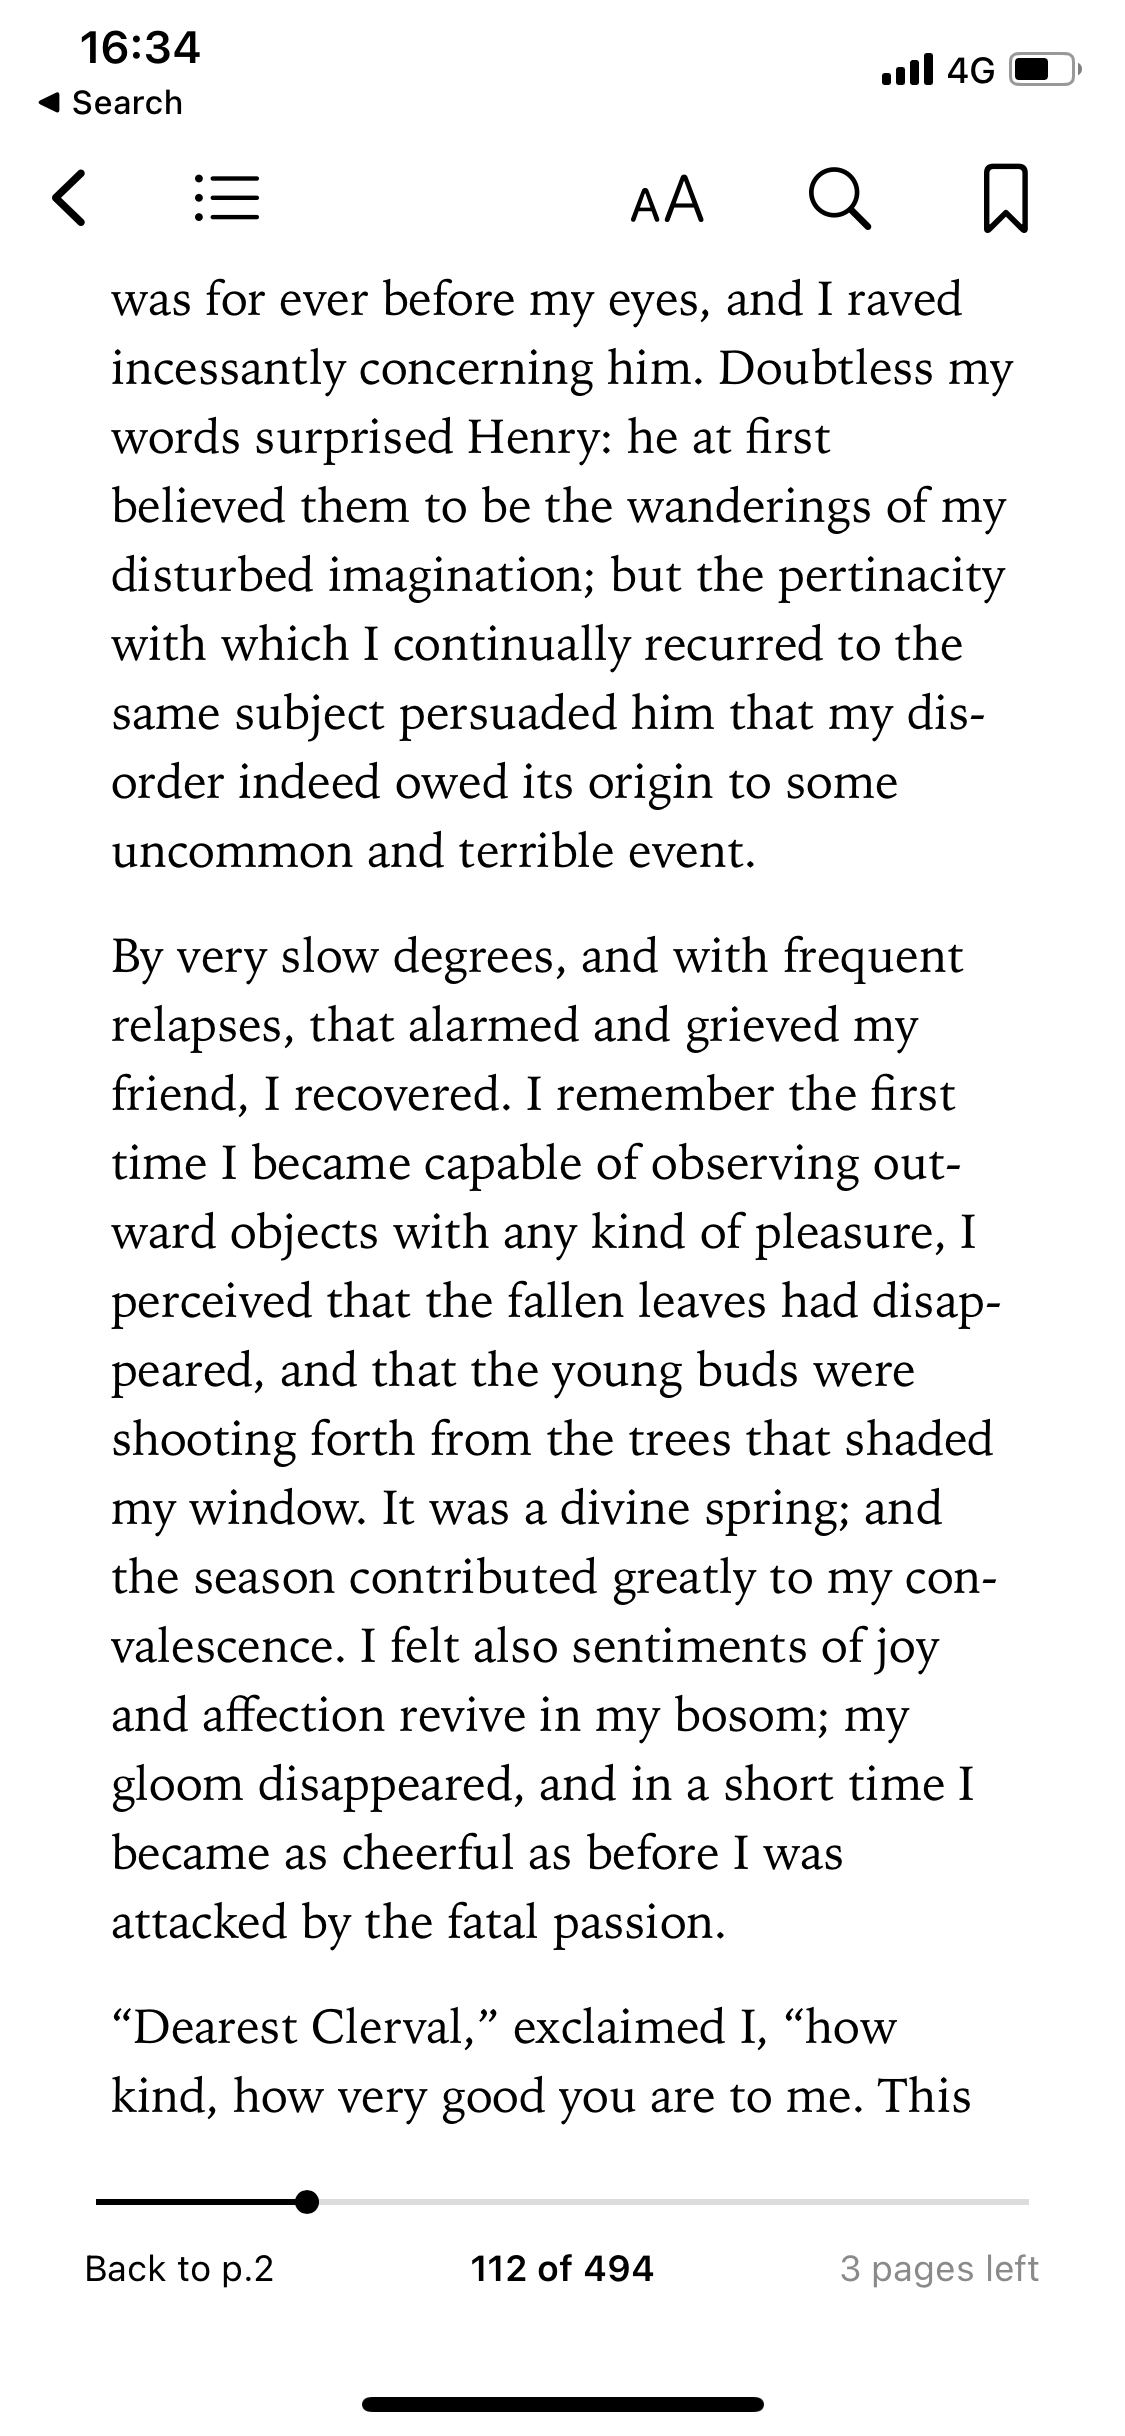 16:34
4G
◀ Search
AA
was for ever before my eyes, and I raved
incessantly concerning him. Doubtless my
words surprised Henry: he at first
believed them to be the wanderings of my
disturbed imagination; but the pertinacity
with which I continually recurred to the
same subject persuaded him that my dis-
order indeed owed its origin to some
uncommon and terrible event.
By very slow degrees, and with frequent
relapses, that alarmed and grieved my
friend, I recovered. I remember the first
time I became capable of observing out-
ward objects with any kind of pleasure, I
perceived that the fallen leaves had disap-
peared, and that the young buds were
shooting forth from the trees that shaded
my window. It was a divine spring; and
the season contributed greatly to my con-
valescence. I felt also sentiments of joy
and affection revive in my bosom; my
gloom disappeared, and in a short time I
became as cheerful as before I was
attacked by the fatal passion.
“Dearest Clerval,” exclaimed I, “how
kind, how very good you are to me. This
Back to p.2
112 of 494
3 pages left